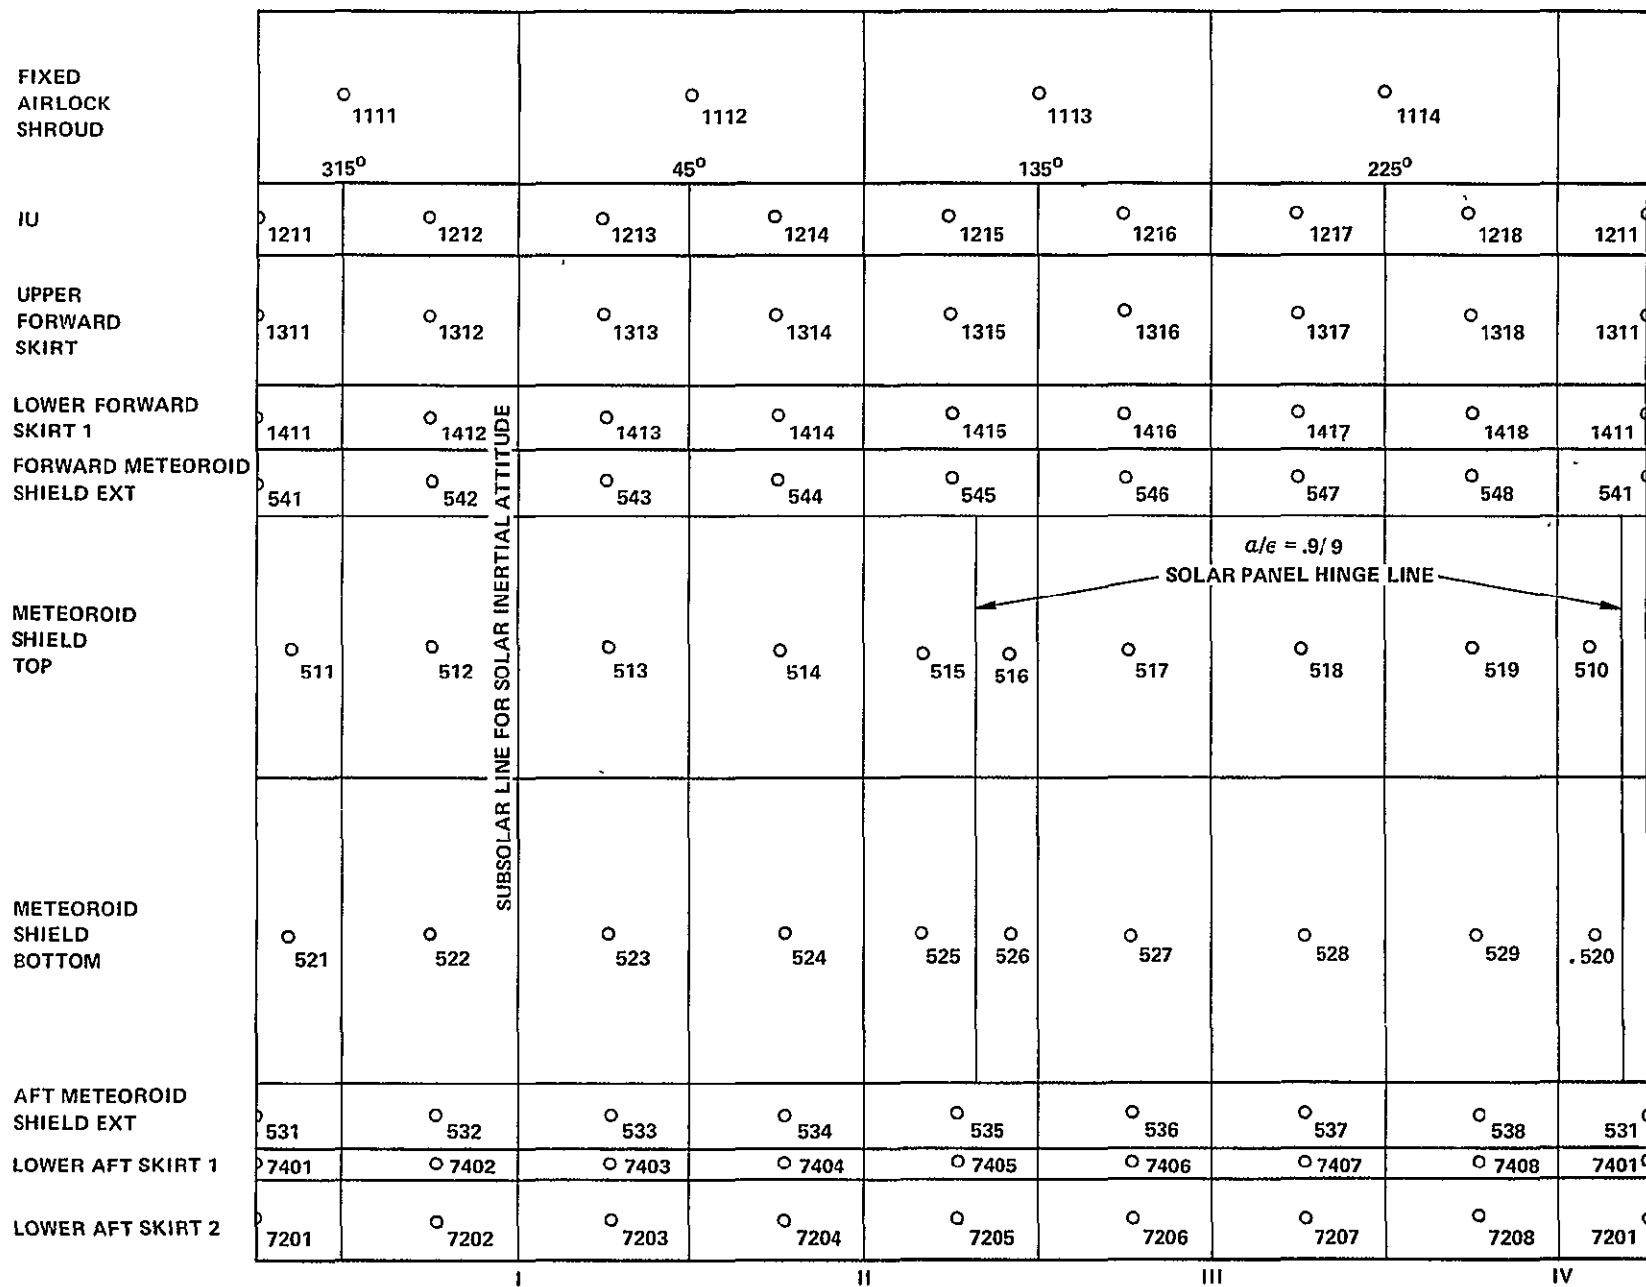 FIXED
AIRLOCK
SHROUD
1111 1112 1113 1114
315° 45° 135° 225°
IU
1211 1212 1213 1214 1215 1216 1217 1218 1211
UPPER
FORWARD
SKIRT
1311 1312 1313 1314 1315 1316 1317 1318 1311
LOWER FORWARD
SKIRT 1
1411 1412 1413 1414 1415 1416 1417 1418 1411
FORWARD METEOROID
SHIELD EXT
541 542 543 544 545 546 547 548 541
SUBSOLAR LINE FOR SOLAR INERTIAL ATTITUDE
a/ϵ = .9/9
SOLAR PANEL HINGE LINE
METEOROID
SHIELD
TOP
511 512 513 514 515 516 517 518 519 510
METEOROID
SHIELD
BOTTOM
521 522 523 524 525 526 527 528 529 520
AFT METEOROID
SHIELD EXT
531 532 533 534 535 536 537 538 531
LOWER AFT SKIRT 1
7401 7402 7403 7404 7405 7406 7407 7408 7401
LOWER AFT SKIRT 2
7201 7202 7203 7204 7205 7206 7207 7208 7201
I II III IV